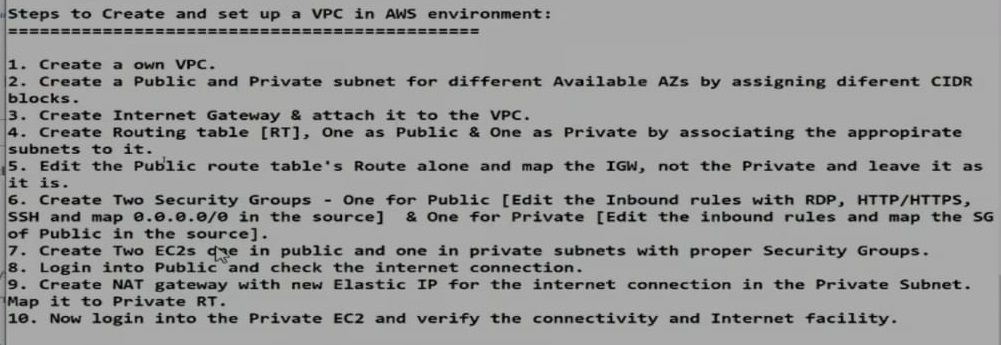 Steps to Create and set up a VPC in AWS environment:
=============================================
1. Create a own VPC.
2. Create a Public and Private subnet for different Available AZs by assigning diferent CIDR
blocks.
3. Create Internet Gateway & attach it to the VPC.
4. Create Routing table [RT], One as Public & One as Private by associating the appropirate
subnets to it.
5. Edit the Public route table's Route alone and map the IGW, not the Private and leave it as
it is.
6. Create Two Security Groups - One for Public [Edit the Inbound rules with RDP, HTTP/HTTPS,
SSH and map 0.0.0.0/0 in the source]  & One for Private [Edit the inbound rules and map the SG
of Public in the source].
7. Create Two EC2s one in public and one in private subnets with proper Security Groups.
8. Login into Public and check the internet connection.
9. Create NAT gateway with new Elastic IP for the internet connection in the Private Subnet.
Map it to Private RT.
10. Now login into the Private EC2 and verify the connectivity and Internet facility.